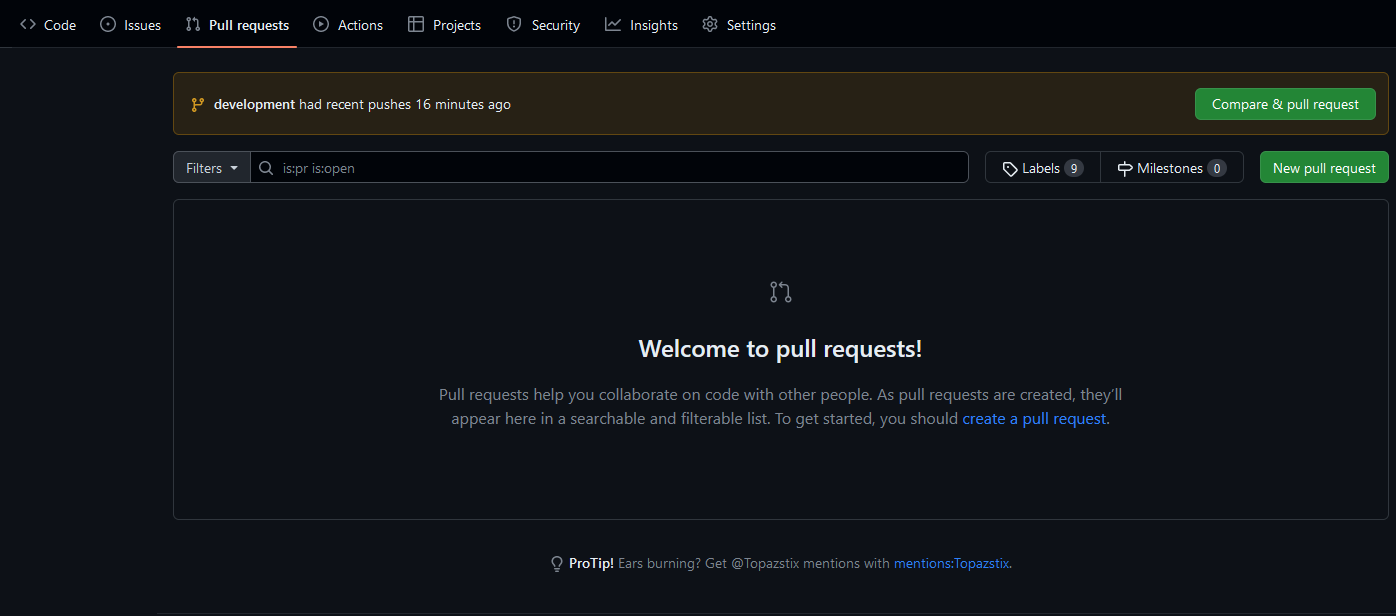 Code Issues Pull requests Actions Projects Security Insights Settings
development had recent pushes 16 minutes ago Compare & pull request
Filters is:pr is:open Labels 9 Milestones 0 New pull request
Welcome to pull requests!
Pull requests help you collaborate on code with other people. As pull requests are created, they’ll
appear here in a searchable and filterable list. To get started, you should create a pull request.
ProTip! Ears burning? Get @Topazstix mentions with mentions:Topazstix.